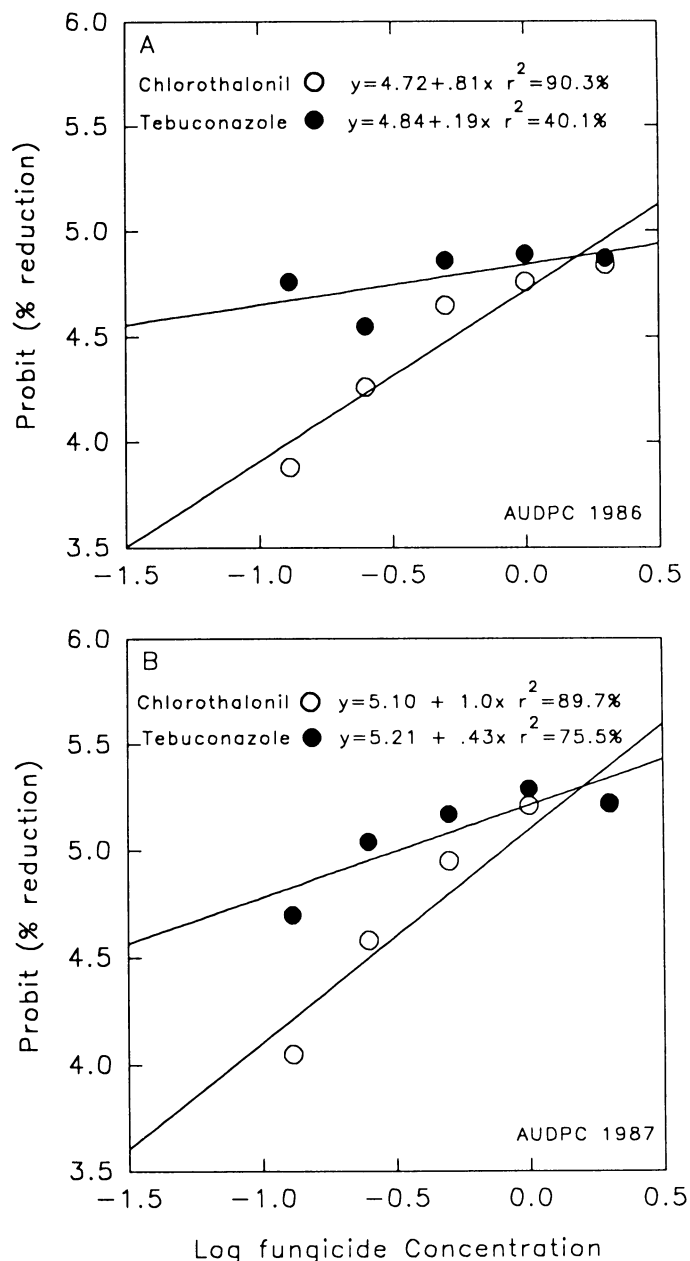 6.0
A
Chlorothalonil ○ y=4.72+.81x r²=90.3%
5.5
Tebuconazole ● y=4.84+.19x r²=40.1%
5.0
4.5
4.0
3.5
Probit (% reduction)
AUDPC 1986
−1.5 −1.0 −0.5 0.0 0.5
6.0
B
Chlorothalonil ○ y=5.10 + 1.0x r²=89.7%
Tebuconazole ● y=5.21 + .43x r²=75.5%
5.5
5.0
4.5
4.0
3.5
Probit (% reduction)
AUDPC 1987
−1.5 −1.0 −0.5 0.0 0.5
Log fungicide Concentration